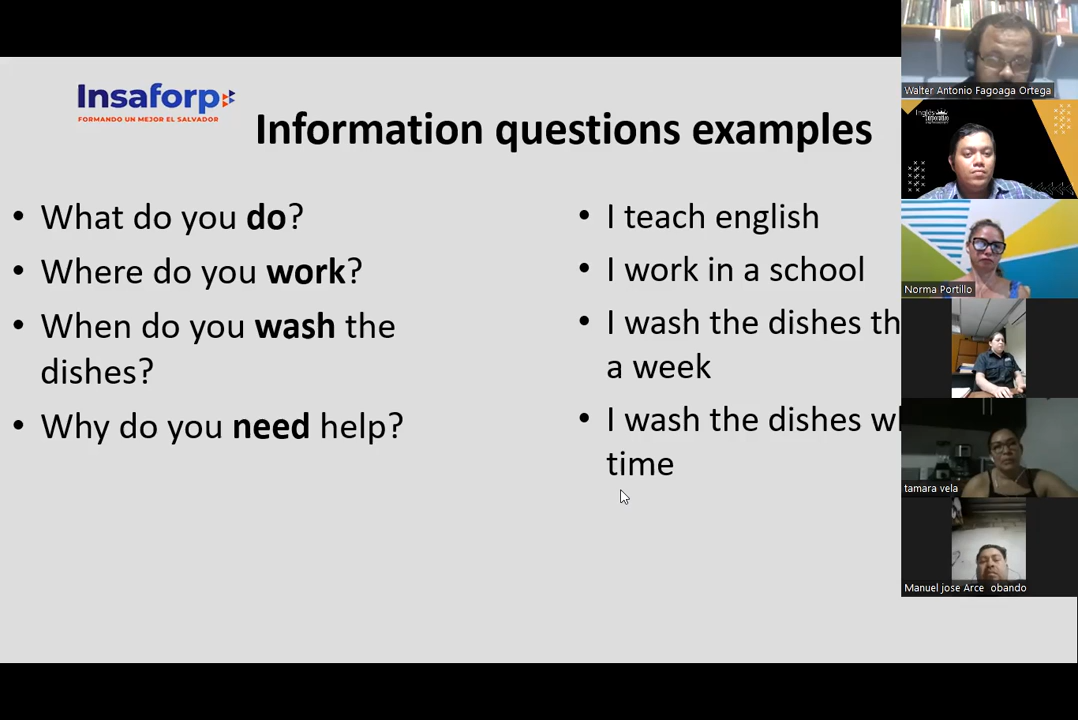 Insaforp
FORMANDO UN MEJOR EL SALVADOR
Information questions examples
• What do you do?
• Where do you work?
• When do you wash the
dishes?
• Why do you need help?
• I teach english
• I work in a school
• I wash the dishes th
a week
• I wash the dishes wh
time
Walter Antonio Fagoaga Ortega
Inglés
Norma Portillo
tamara vela
Manuel jose Arce obando